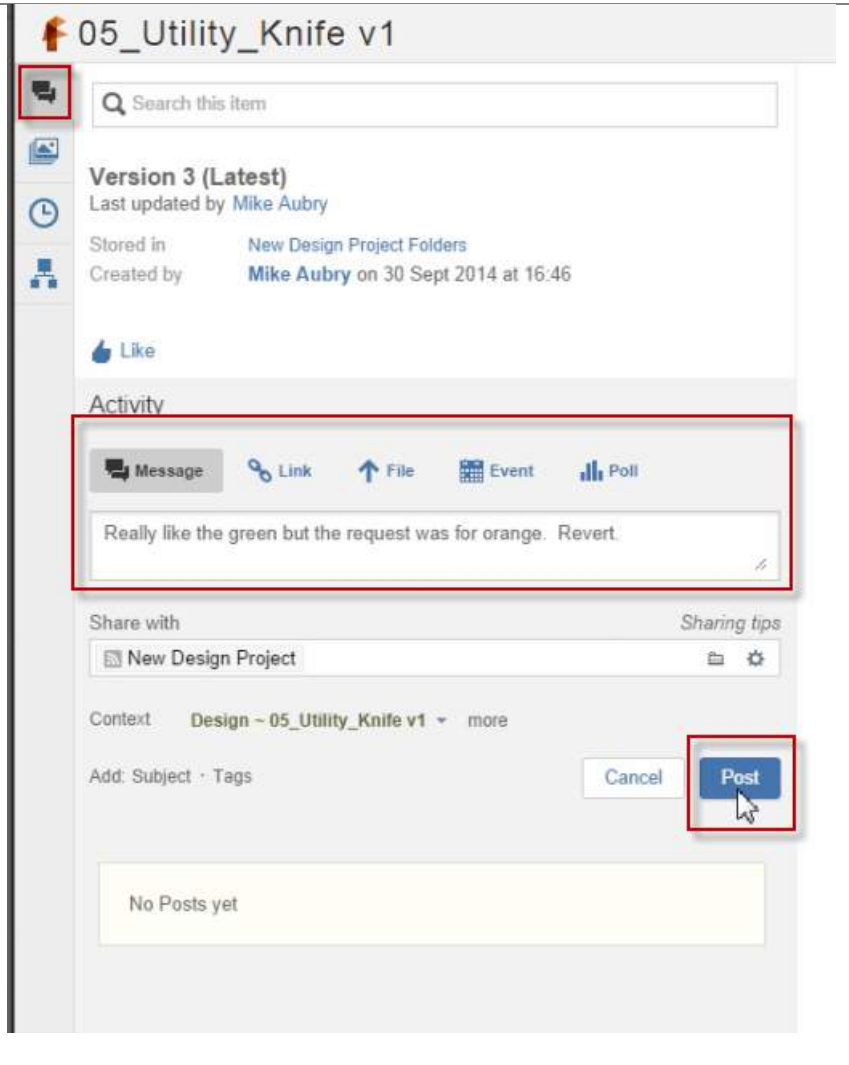 05_Utility_Knife v1
Search this item
Version 3 (Latest)
Last updated by Mike Aubry
Stored in New Design Project Folders
Created by Mike Aubry on 30 Sept 2014 at 16:46
Like
Activity
Message Link File Event Poll
Really like the green but the request was for orange. Revert.
Share with Sharing tips
New Design Project
Context Design ~ 05_Utility_Knife v1 more
Add: Subject · Tags Cancel Post
No Posts yet